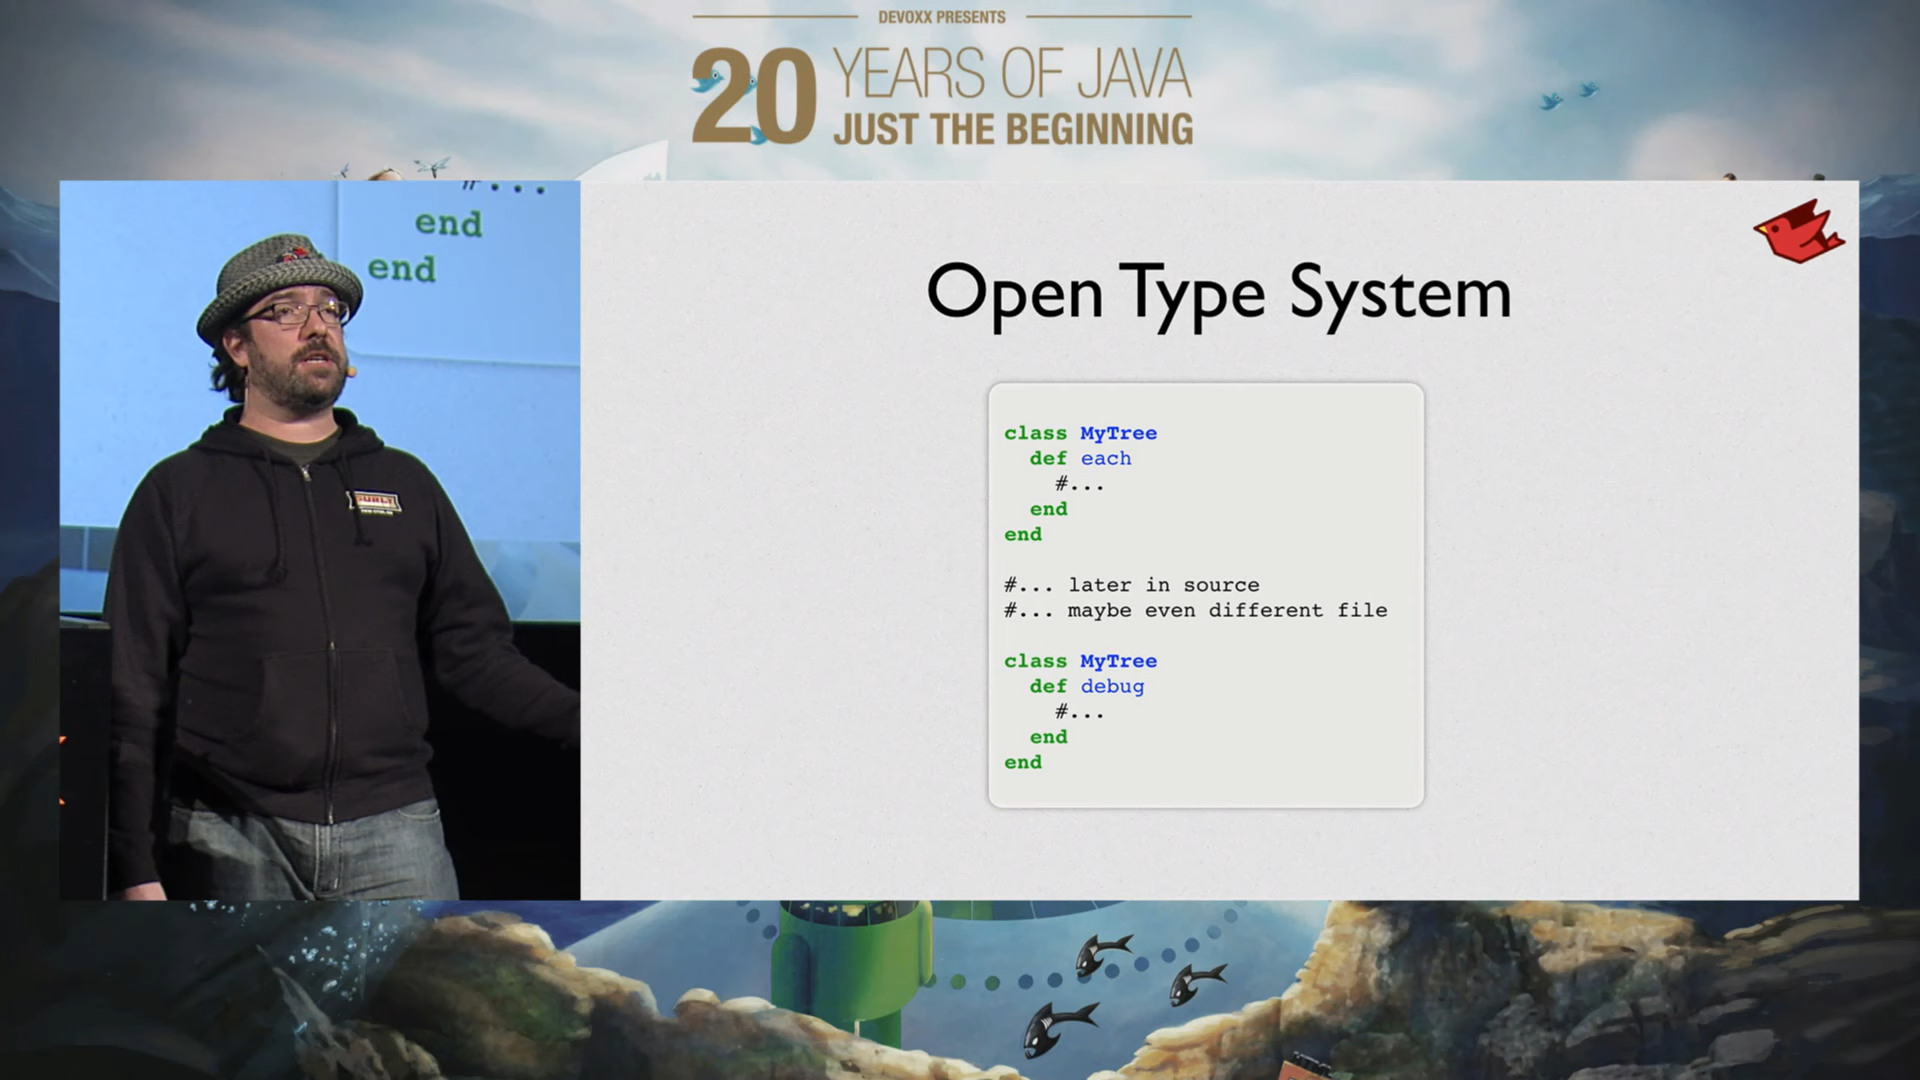 DEVOXX PRESENTS
20 YEARS OF JAVA
JUST THE BEGINNING
#...
end
end
Open Type System
class MyTree
  def each
    #...
  end
end
#... later in source
#... maybe even different file
class MyTree
  def debug
    #...
  end
end